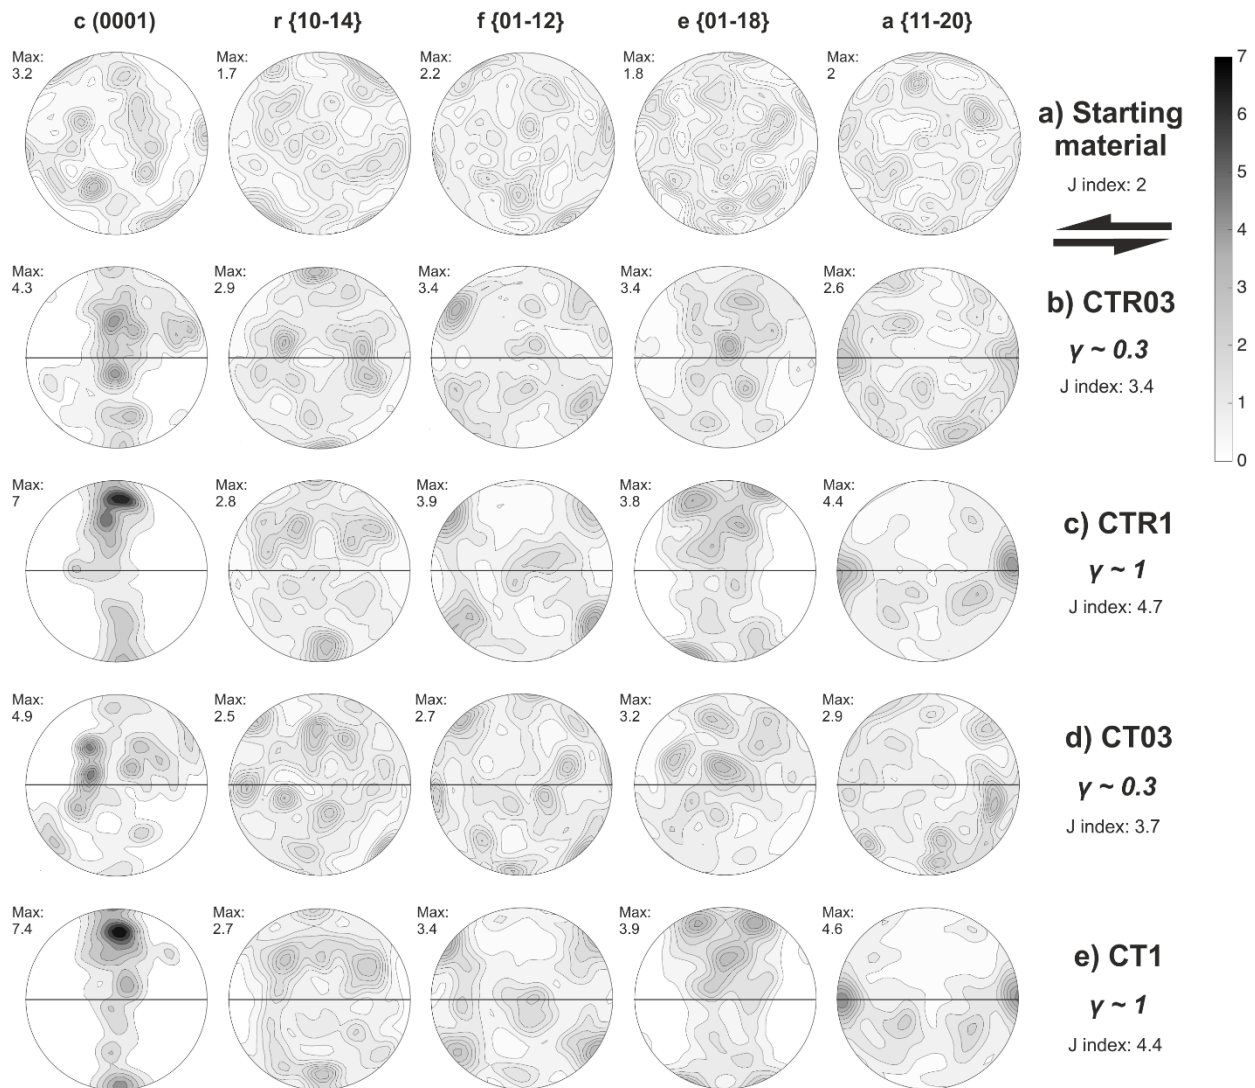 c (0001) r {10-14} f {01-12} e {01-18} a {11-20}
Max: Max: Max: Max: Max:
3.2 1.7 2.2 1.8 2
a) Starting
material
J index: 2
Max: Max: Max: Max: Max:
4.3 2.9 3.4 3.4 2.6
b) CTR03
γ ~ 0.3
J index: 3.4
Max: Max: Max: Max: Max:
7 2.8 3.9 3.8 4.4
c) CTR1
γ ~ 1
J index: 4.7
Max: Max: Max: Max: Max:
4.9 2.5 2.7 3.2 2.9
d) CT03
γ ~ 0.3
J index: 3.7
Max: Max: Max: Max: Max:
7.4 2.7 3.4 3.9 4.6
e) CT1
γ ~ 1
J index: 4.4
7
6
5
4
3
2
1
0